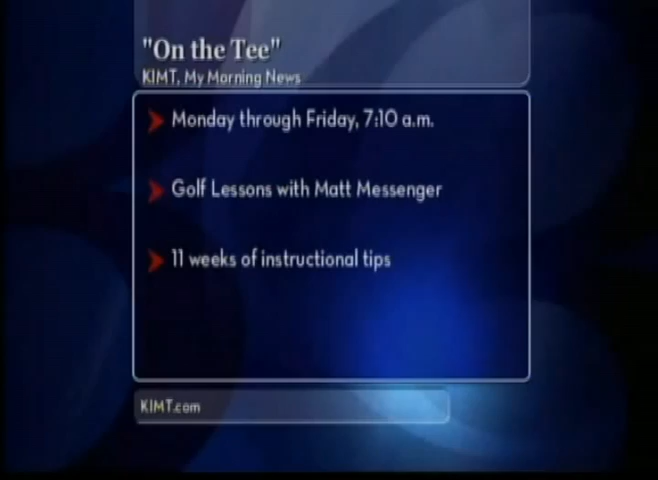 "On the Tee"
KIMT, My Morning News
Monday through Friday, 7:10 a.m.
Golf Lessons with Matt Messenger
11 weeks of instructional tips
KIMT.com